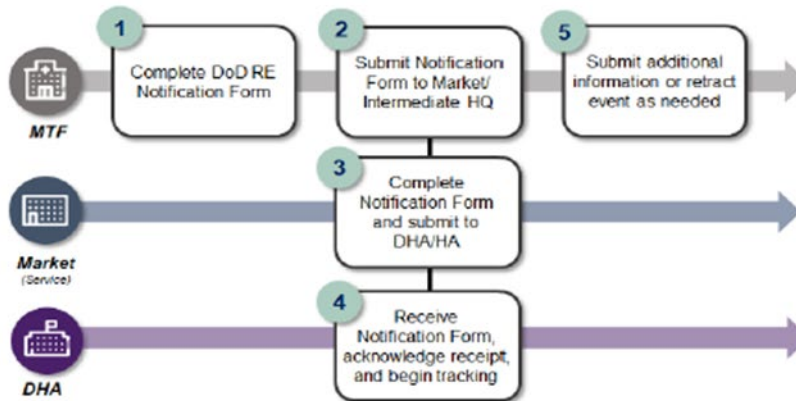 1
Complete DoD RE
Notification Form
2
Submit Notification
Form to Market/
Intermediate HQ
5
Submit additional
information or retract
event as needed
MTF
3
Complete
Notification Form
and submit to
DHA/HA
Market
(Service)
4
Receive
Notification Form,
acknowledge receipt,
and begin tracking
DHA